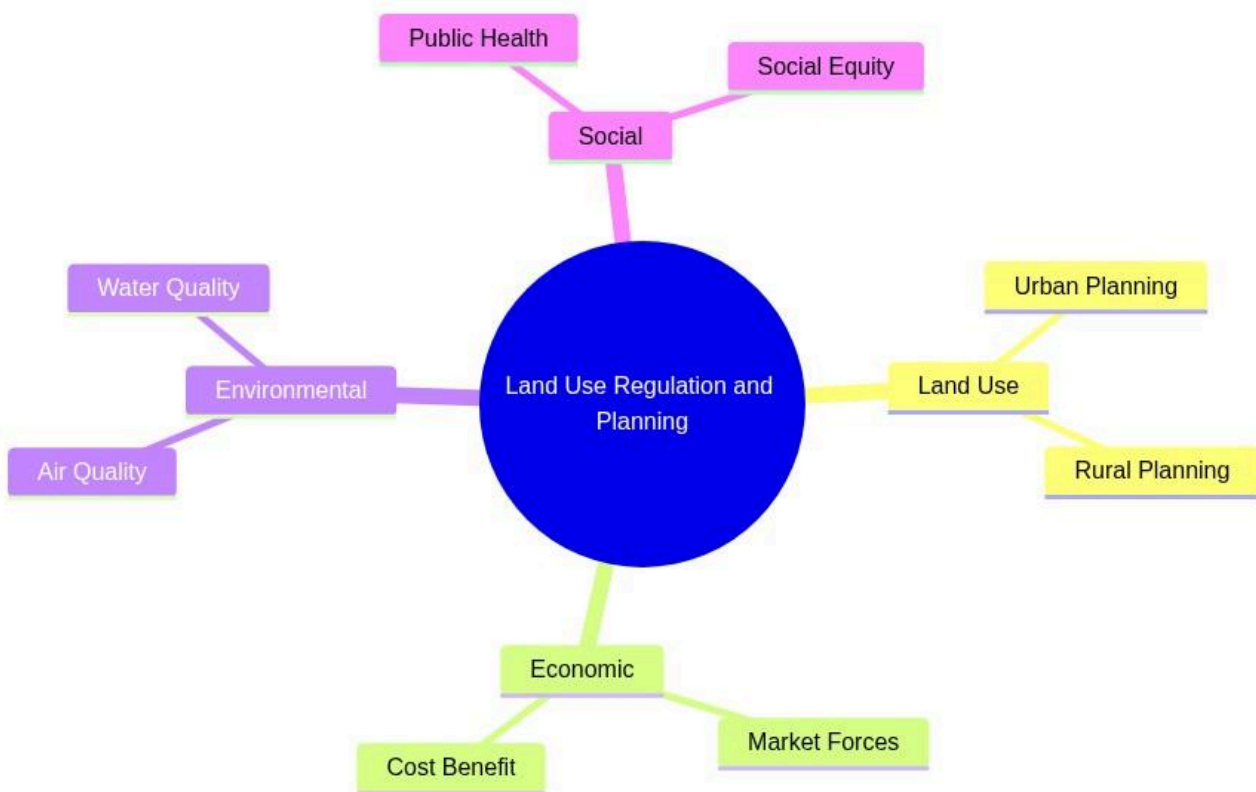 Public Health
Social Equity
Social
Water Quality
Urban Planning
Environmental
Land Use Regulation and
Planning
Land Use
Air Quality
Rural Planning
Economic
Market Forces
Cost Benefit